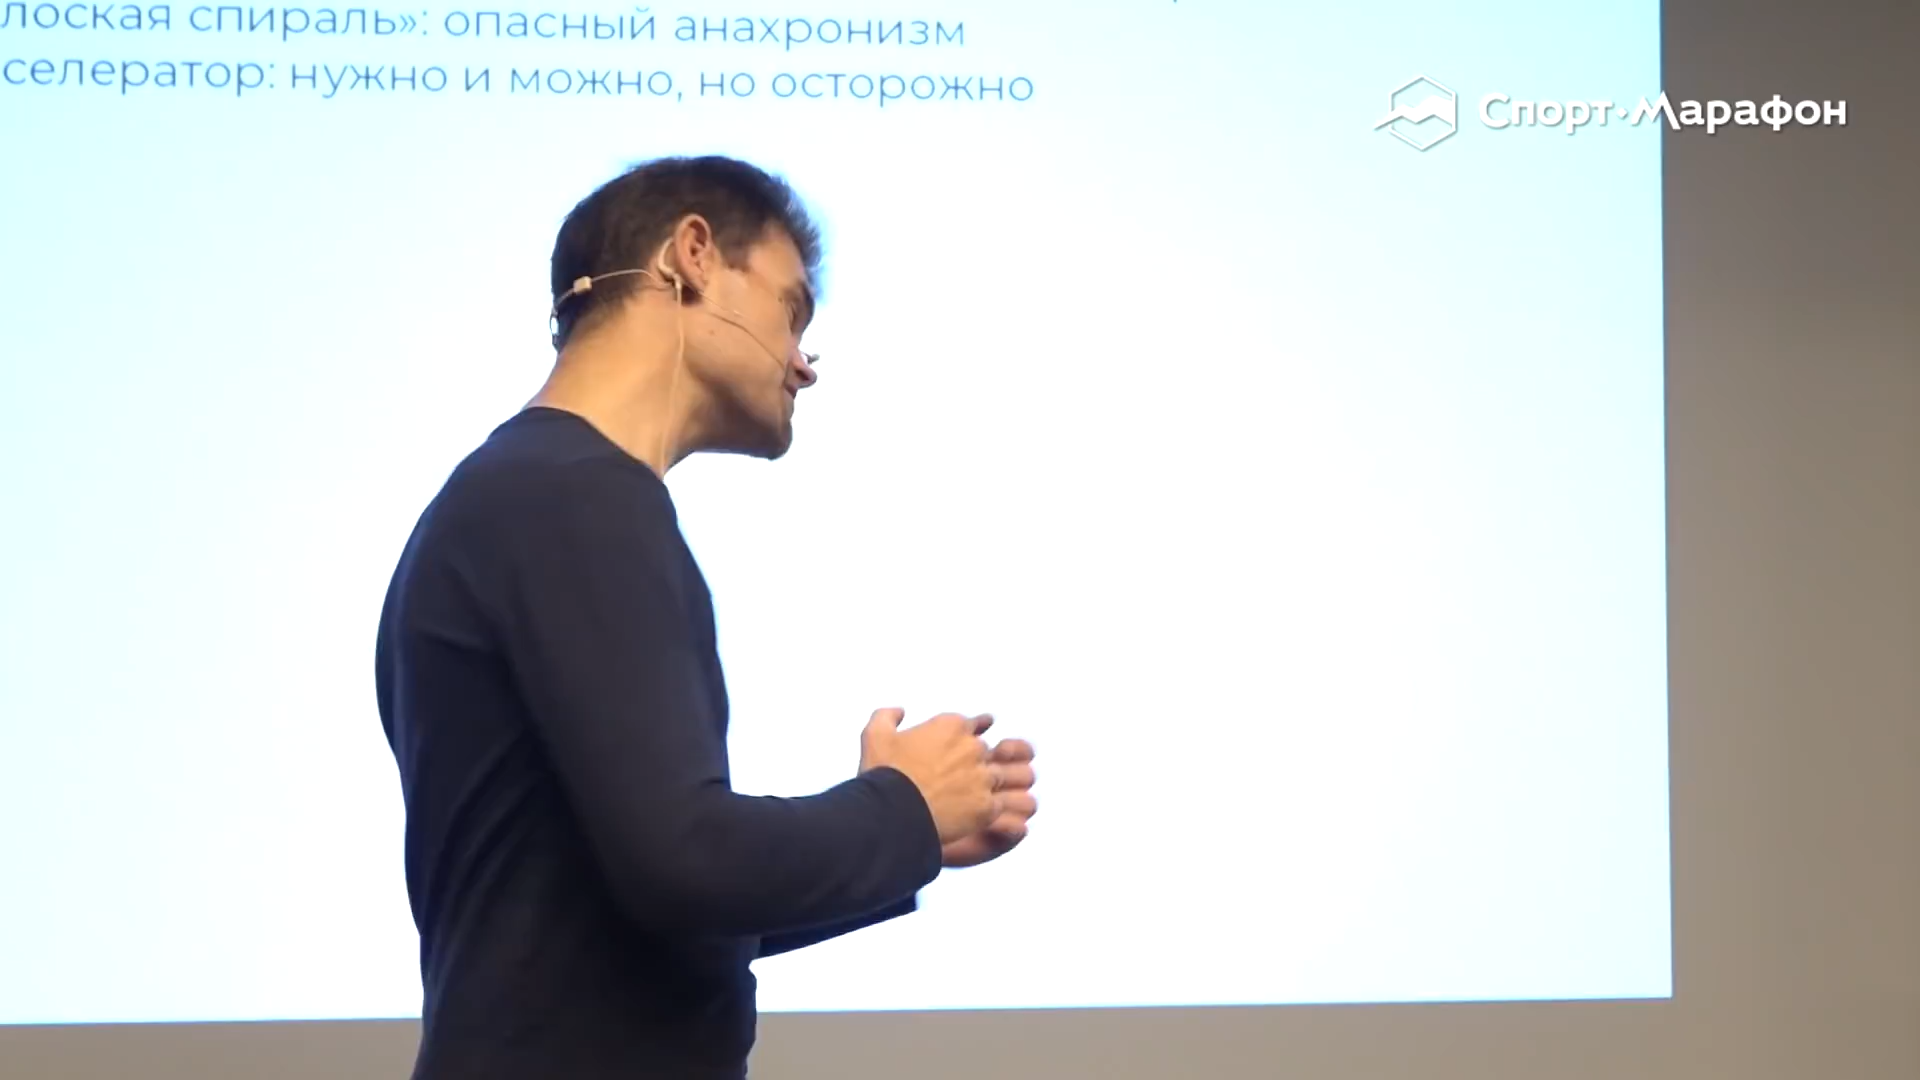 лоская спираль»: опасный анахронизм
селератор: нужно и можно, но осторожно
Спорт·Марафон